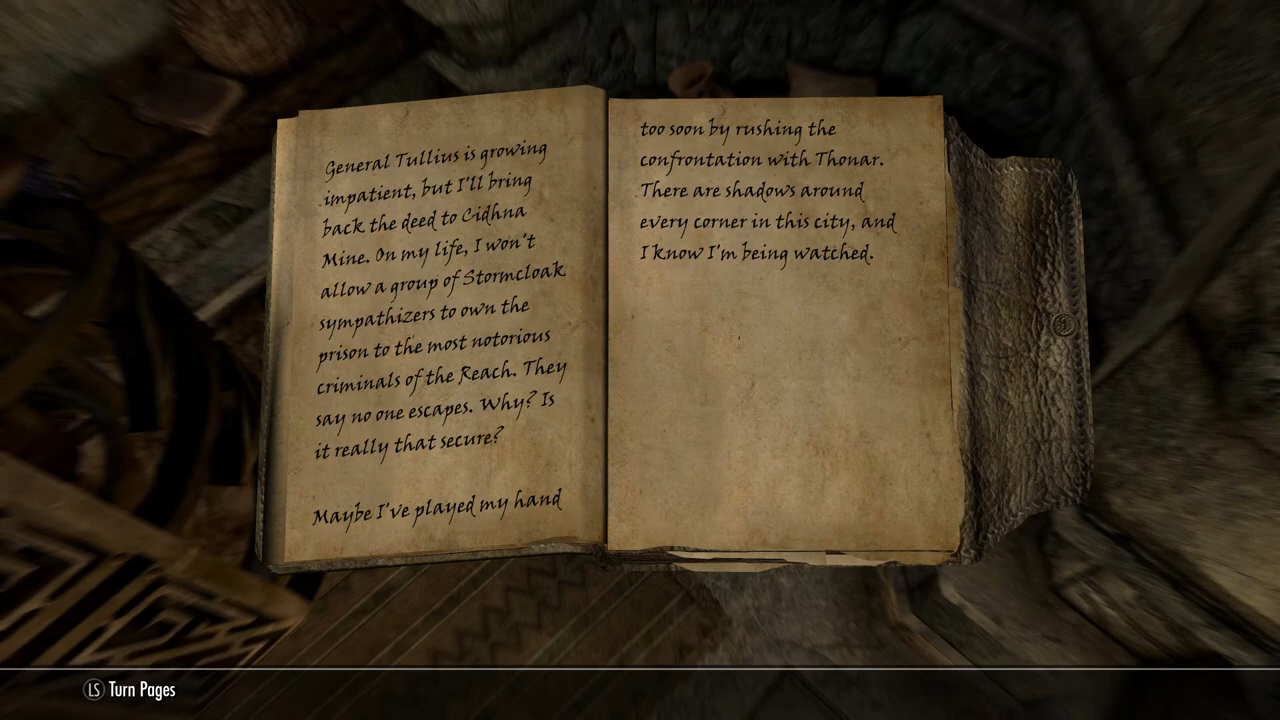 General Tullius is growing
impatient, but I'll bring
back the deed to Cidhna
Mine. On my life, I won't
allow a group of Stormcloak
sympathizers to own the
prison to the most notorious
criminals of the Reach. They
say no one escapes. Why? Is
it really that secure?
Maybe I've played my hand
too soon by rushing the
confrontation with Thonar.
There are shadows around
every corner in this city, and
I know I'm being watched.
LS Turn Pages